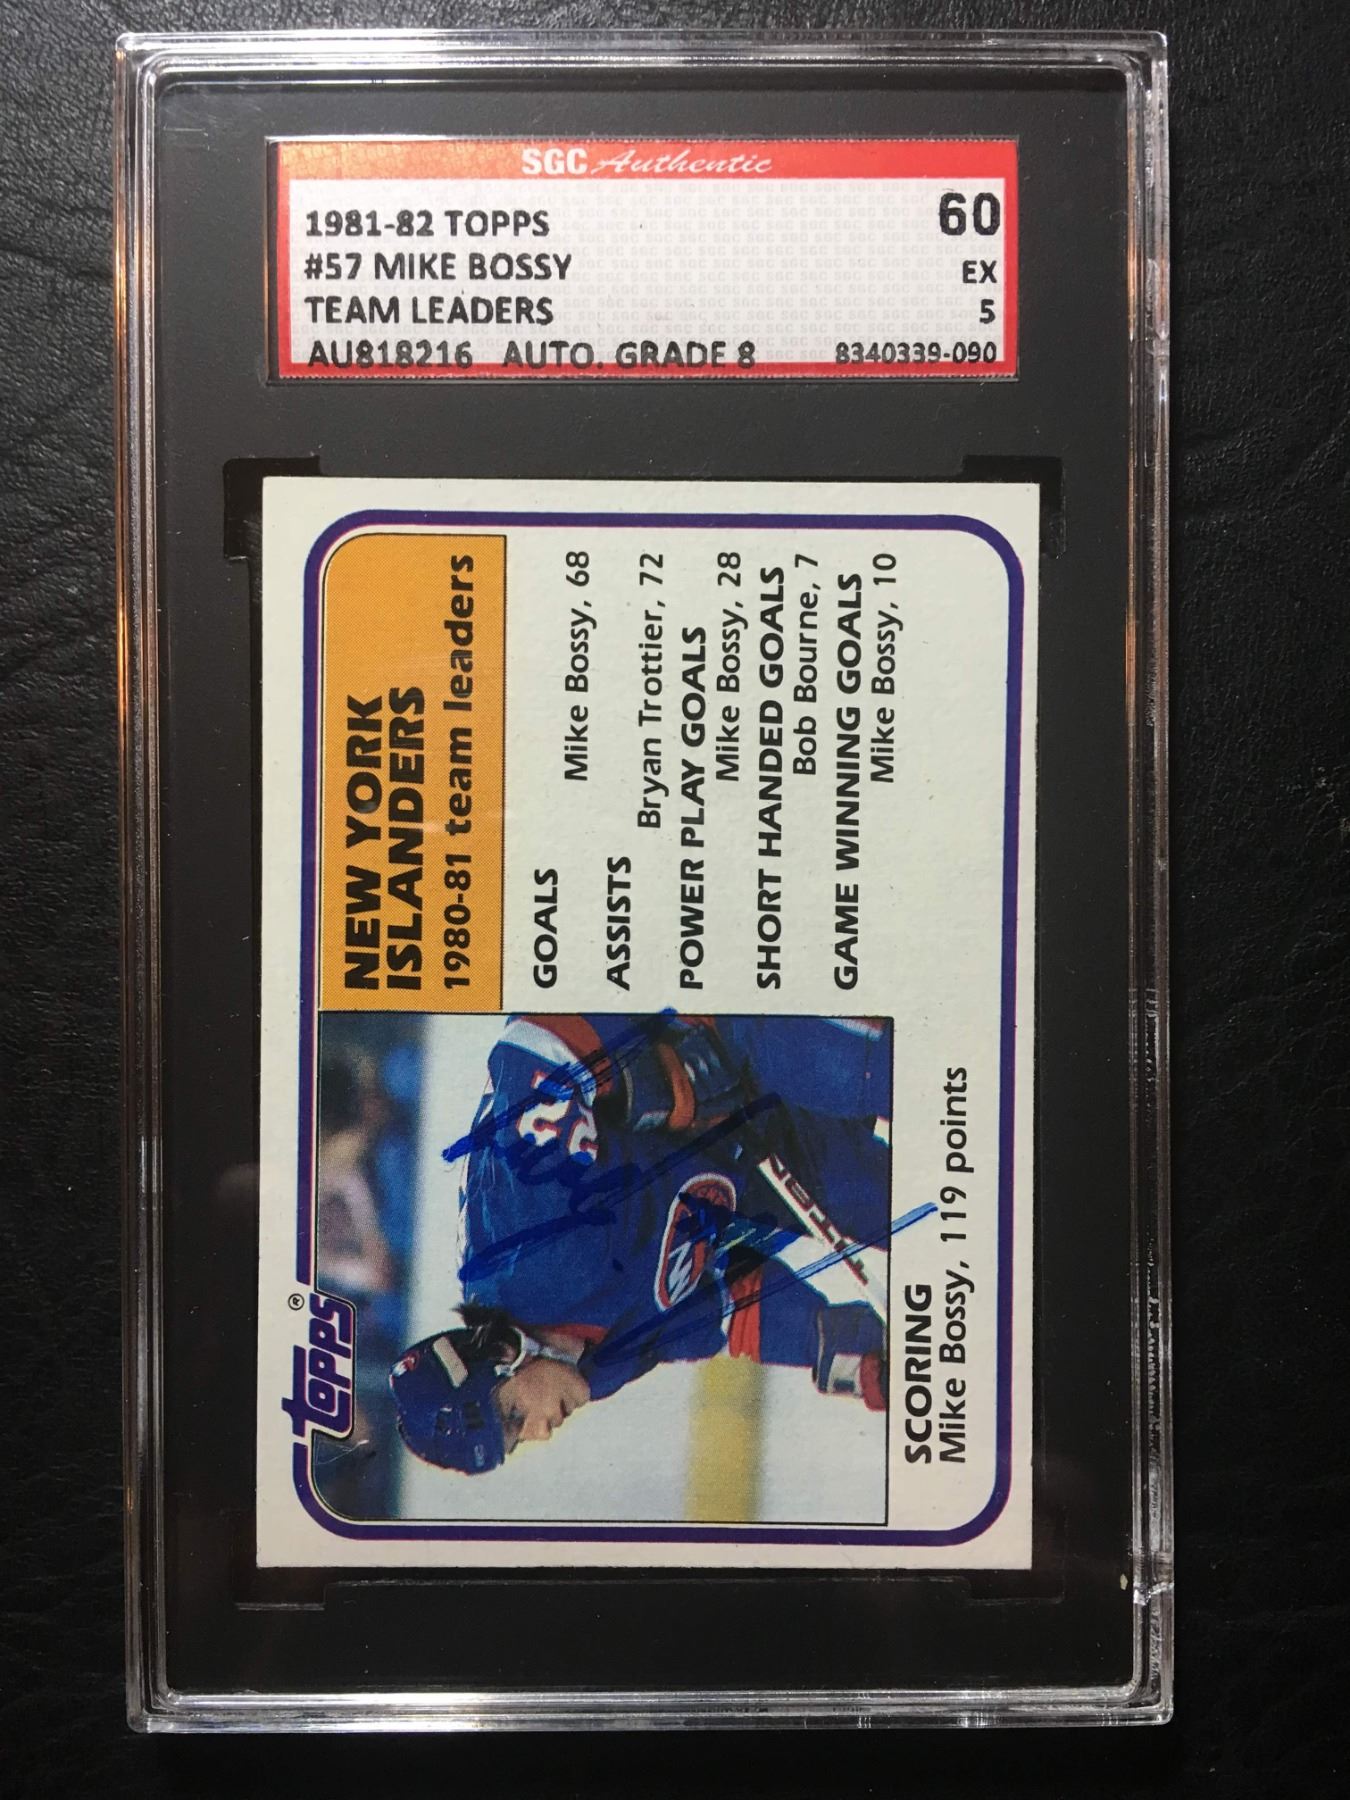 SGC Authentic
1981-82 TOPPS 60
#57 MIKE BOSSY EX
TEAM LEADERS 5
AU818216 AUTO. GRADE 8 8340339-090
topps®
NEW YORK
ISLANDERS
1980-81 team leaders
GOALS
Mike Bossy, 68
ASSISTS
Bryan Trottier, 72
POWER PLAY GOALS
Mike Bossy, 28
SHORT HANDED GOALS
Bob Bourne, 7
GAME WINNING GOALS
Mike Bossy, 10
SCORING
Mike Bossy, 119 points